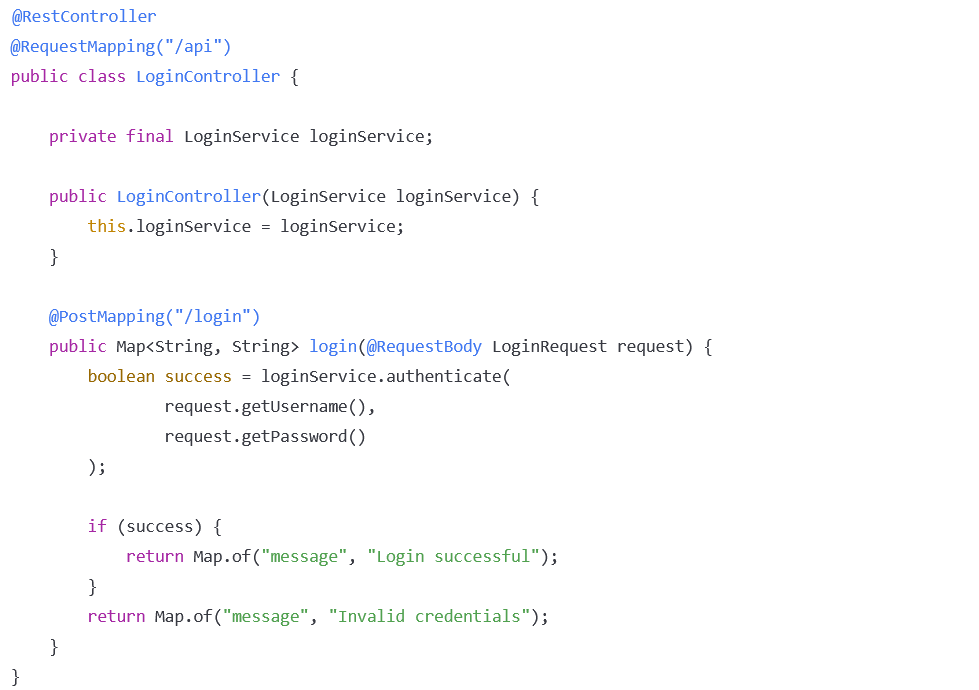 @RestController
@RequestMapping("/api")
public class LoginController {

    private final LoginService loginService;

    public LoginController(LoginService loginService) {
        this.loginService = loginService;
    }

    @PostMapping("/login")
    public Map<String, String> login(@RequestBody LoginRequest request) {
        boolean success = loginService.authenticate(
                request.getUsername(),
                request.getPassword()
        );

        if (success) {
            return Map.of("message", "Login successful");
        }
        return Map.of("message", "Invalid credentials");
    }
}